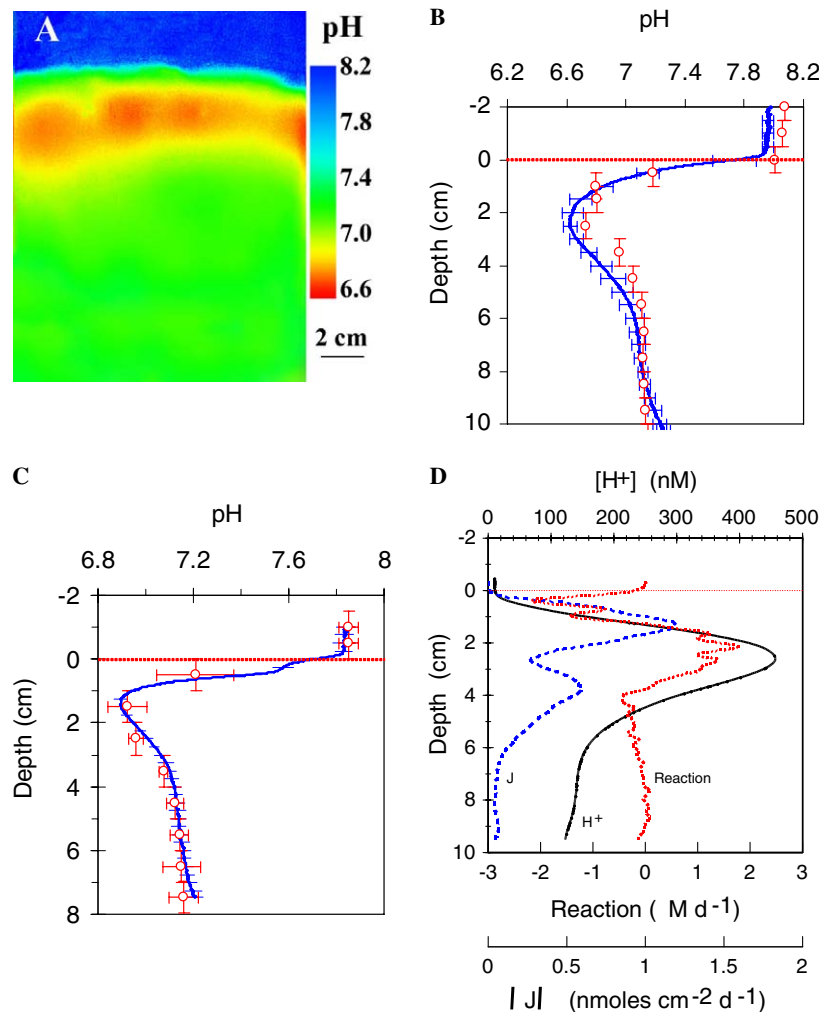 A
pH
8.2
7.8
7.4
7.0
6.6
2 cm
B
pH
6.2 6.6 7 7.4 7.8 8.2
-2
0
2
4
6
8
10
Depth (cm)
C
pH
6.8 7.2 7.6 8
-2
0
2
4
6
8
Depth (cm)
D
[H+] (nM)
0 100 200 300 400 500
-2
0
2
4
6
8
10
Depth (cm)
J
H+
Reaction
-3 -2 -1 0 1 2 3
Reaction ( M d-1)
0 0.5 1 1.5 2
|J| (nmoles cm-2 d-1)